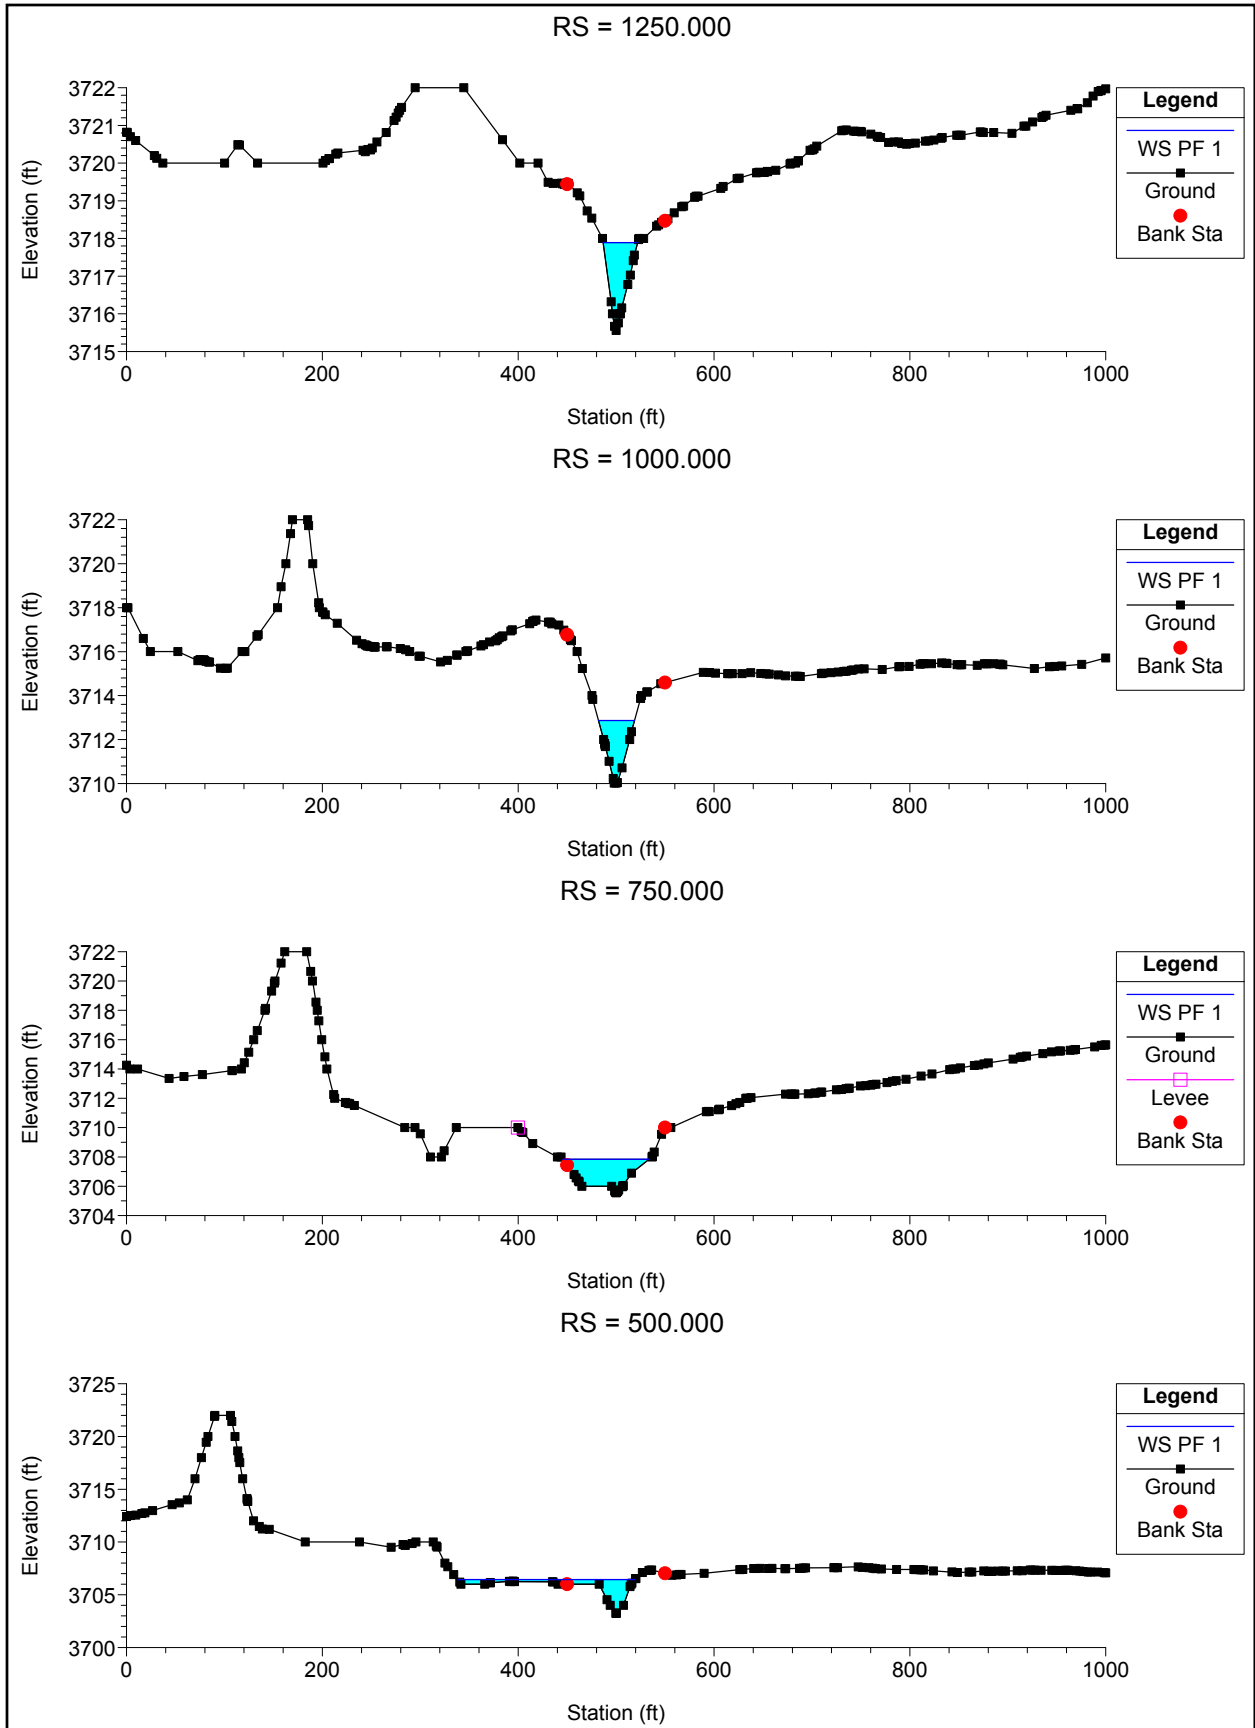 RS = 1250.000
3722
3721
3720
3719
3718
3717
3716
3715
Elevation (ft)
0 200 400 600 800 1000
Station (ft)
Legend
WS PF 1
Ground
Bank Sta
RS = 1000.000
3722
3720
3718
3716
3714
3712
3710
Elevation (ft)
0 200 400 600 800 1000
Station (ft)
Legend
WS PF 1
Ground
Bank Sta
RS = 750.000
3722
3720
3718
3716
3714
3712
3710
3708
3706
3704
Elevation (ft)
0 200 400 600 800 1000
Station (ft)
Legend
WS PF 1
Ground
Levee
Bank Sta
RS = 500.000
3725
3720
3715
3710
3705
3700
Elevation (ft)
0 200 400 600 800 1000
Station (ft)
Legend
WS PF 1
Ground
Bank Sta